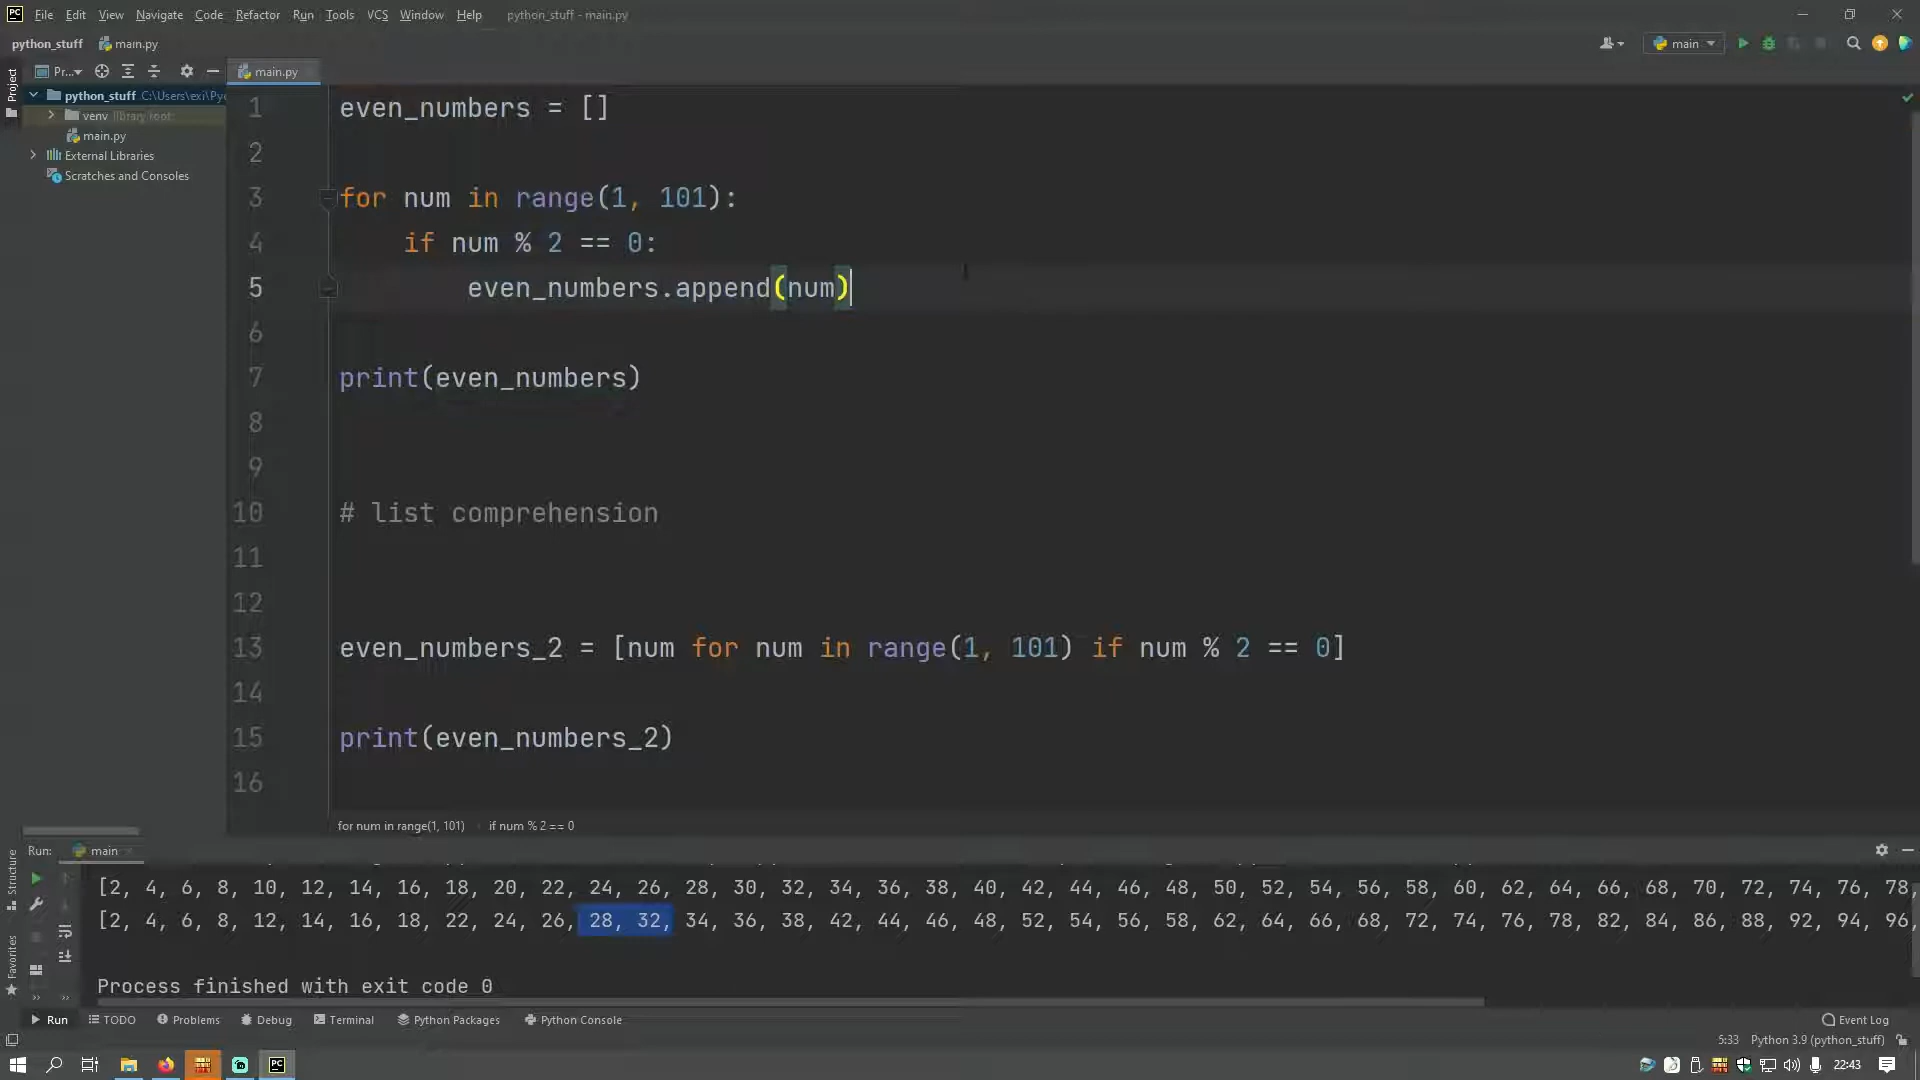 File Edit View Navigate Code Refactor Run Tools VCS Window Help python_stuff - main.py
python_stuff main.py main
Project Pr... main.py
python_stuff C:\Users\exi\Pyc
venv library root
main.py
External Libraries
Scratches and Consoles
1 even_numbers = []
2
3 for num in range(1, 101):
4 if num % 2 == 0:
5 even_numbers.append(num)
6
7 print(even_numbers)
8
9
10 # list comprehension
11
12
13 even_numbers_2 = [num for num in range(1, 101) if num % 2 == 0]
14
15 print(even_numbers_2)
16
for num in range(1, 101) if num % 2 == 0
Structure
Favorites
Run: main
[2, 4, 6, 8, 10, 12, 14, 16, 18, 20, 22, 24, 26, 28, 30, 32, 34, 36, 38, 40, 42, 44, 46, 48, 50, 52, 54, 56, 58, 60, 62, 64, 66, 68, 70, 72, 74, 76, 78,
[2, 4, 6, 8, 12, 14, 16, 18, 22, 24, 26, 28, 32, 34, 36, 38, 42, 44, 46, 48, 52, 54, 56, 58, 62, 64, 66, 68, 72, 74, 76, 78, 82, 84, 86, 88, 92, 94, 96,
Process finished with exit code 0
Run TODO Problems Debug Terminal Python Packages Python Console Event Log
5:33 Python 3.9 (python_stuff)
22:43